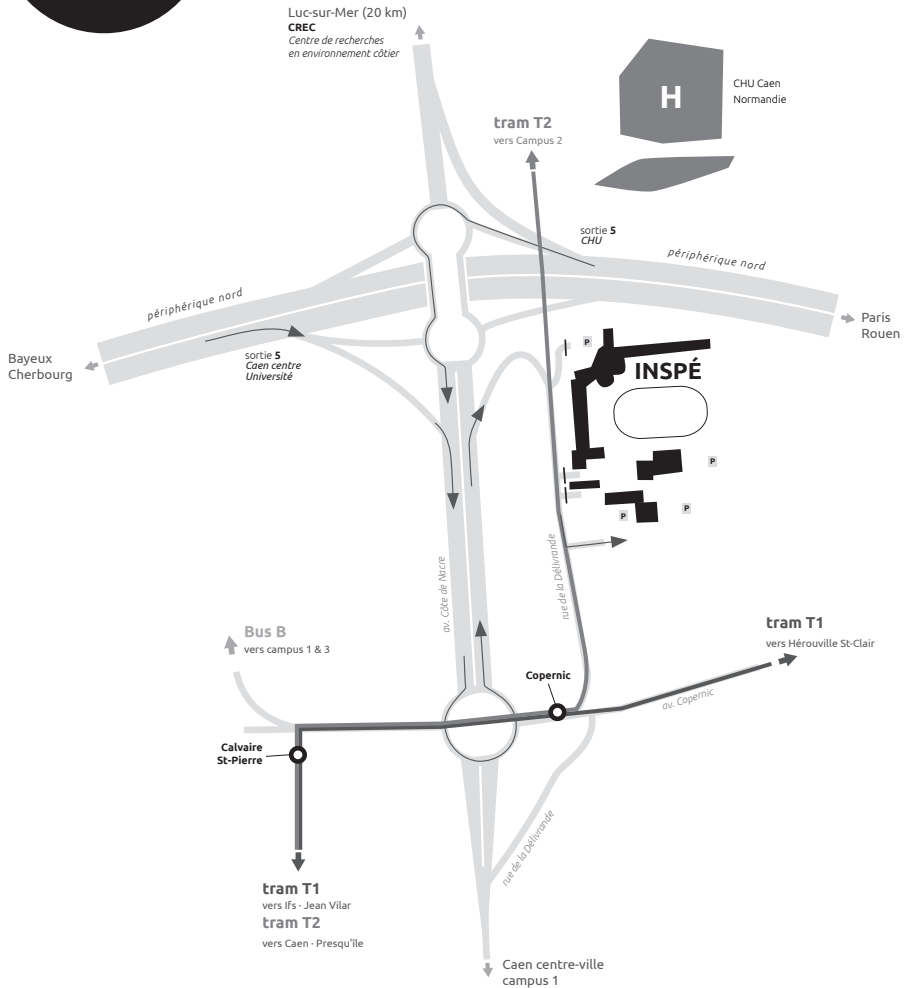 Luc-sur-Mer (20 km)
CREC
Centre de recherches
en environnement côtier
H
CHU Caen
Normandie
tram T2
vers Campus 2
sortie 5
CHU
périphérique nord
périphérique nord
Paris
Rouen
Bayeux
Cherbourg
sortie 5
Caen centre
Université
P
INSPÉ
P
P
P
av. Côte de Nacre
rue de la Délivrande
Bus B
vers campus 1 & 3
tram T1
vers Hérouville St-Clair
Copernic
av. Copernic
Calvaire
St-Pierre
rue de la Délivrande
tram T1
vers Ifs · Jean Vilar
tram T2
vers Caen · Presqu'île
Caen centre-ville
campus 1